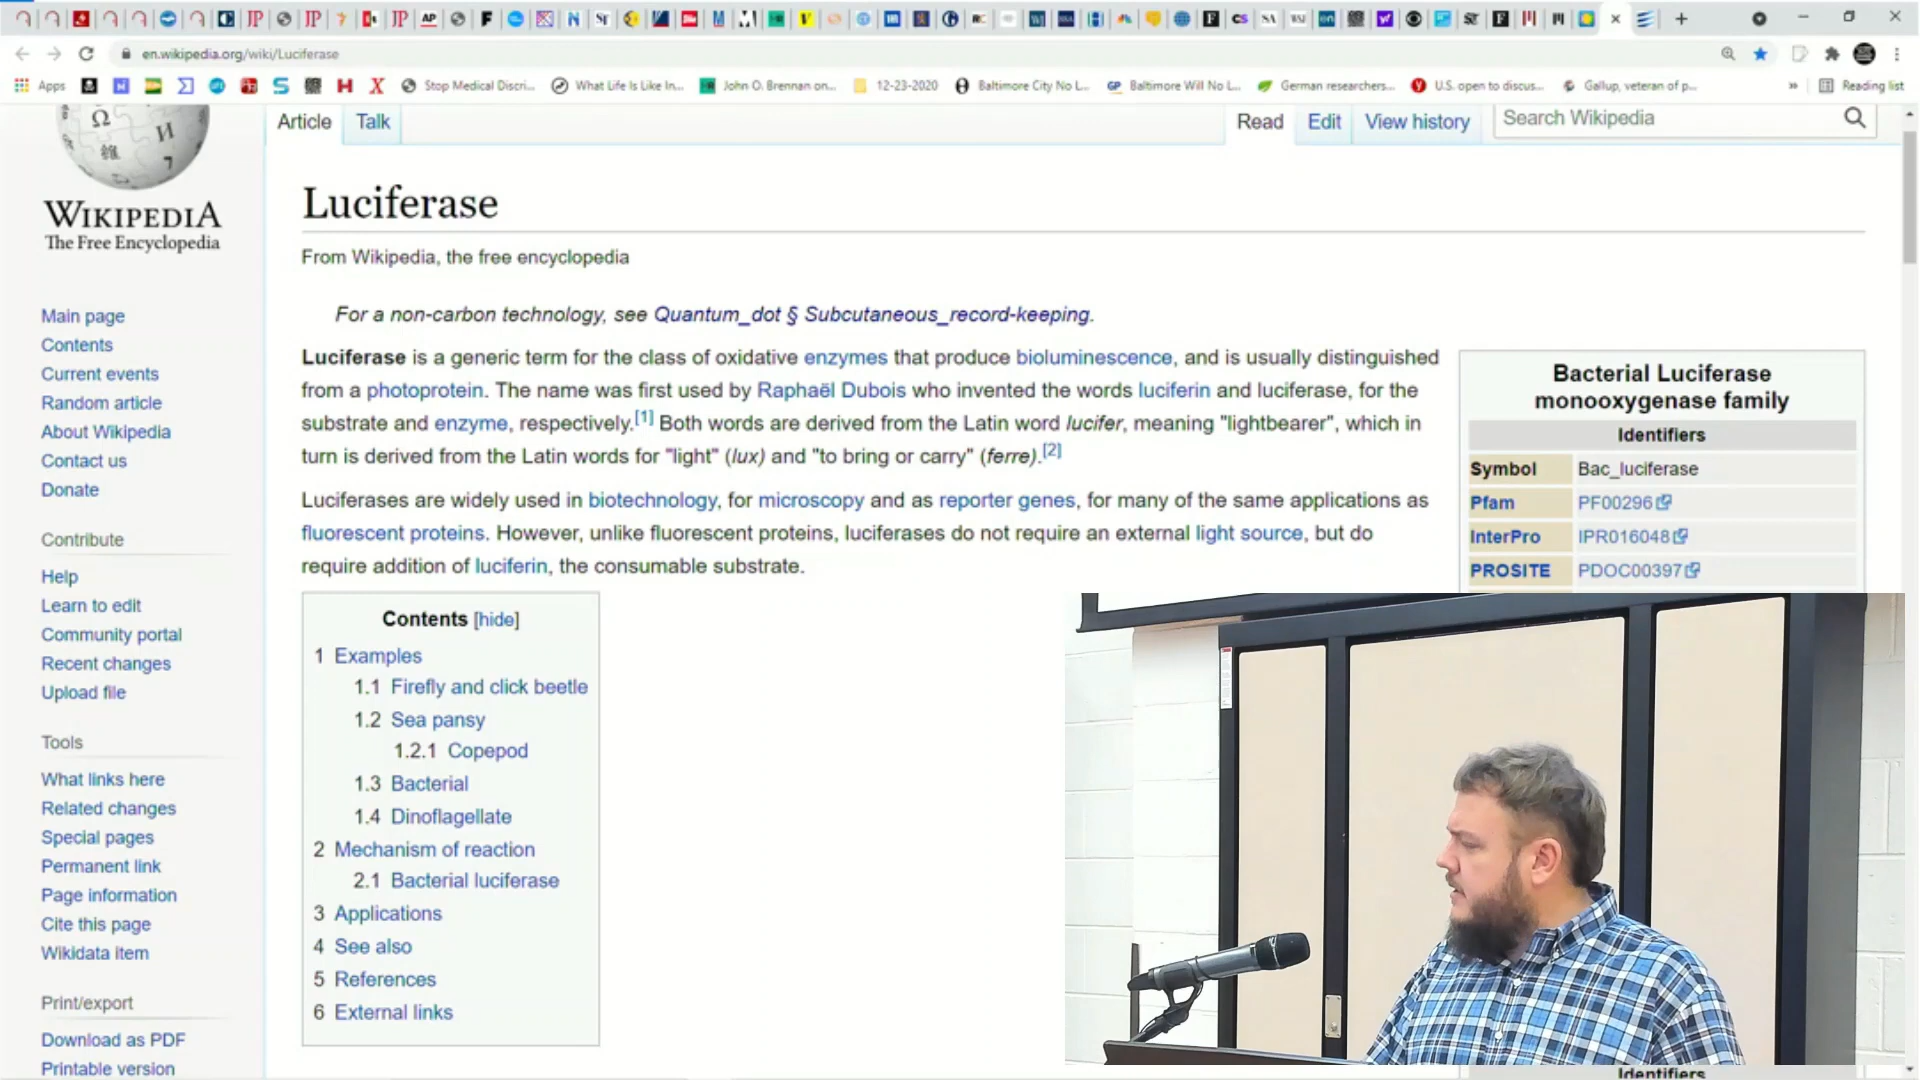 en.wikipedia.org/wiki/Luciferase
Apps
Stop Medical Discri...
What Life Is Like In...
John O. Brennan on...
12-23-2020
Baltimore City No L...
Baltimore Will No L...
German researchers...
U.S. open to discus...
Gallup, veteran of p...
»
Reading list
Article
Talk
Read
Edit
View history
Search Wikipedia
WIKIPEDIA
The Free Encyclopedia
Main page
Contents
Current events
Random article
About Wikipedia
Contact us
Donate
Contribute
Help
Learn to edit
Community portal
Recent changes
Upload file
Tools
What links here
Related changes
Special pages
Permanent link
Page information
Cite this page
Wikidata item
Print/export
Download as PDF
Printable version
Luciferase
From Wikipedia, the free encyclopedia
For a non-carbon technology, see Quantum_dot § Subcutaneous_record-keeping.
Luciferase is a generic term for the class of oxidative enzymes that produce bioluminescence, and is usually distinguished
from a photoprotein. The name was first used by Raphaël Dubois who invented the words luciferin and luciferase, for the
substrate and enzyme, respectively.[1] Both words are derived from the Latin word lucifer, meaning "lightbearer", which in
turn is derived from the Latin words for "light" (lux) and "to bring or carry" (ferre).[2]
Luciferases are widely used in biotechnology, for microscopy and as reporter genes, for many of the same applications as
fluorescent proteins. However, unlike fluorescent proteins, luciferases do not require an external light source, but do
require addition of luciferin, the consumable substrate.
Contents [hide]
1 Examples
1.1 Firefly and click beetle
1.2 Sea pansy
1.2.1 Copepod
1.3 Bacterial
1.4 Dinoflagellate
2 Mechanism of reaction
2.1 Bacterial luciferase
3 Applications
4 See also
5 References
6 External links
Bacterial Luciferase
monooxygenase family
Identifiers
Symbol Bac_luciferase
Pfam PF00296
InterPro IPR016048
PROSITE PDOC00397
Identifiers